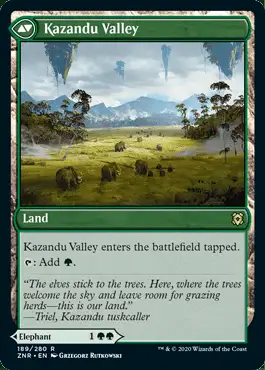 Kazandu Valley
Land
Kazandu Valley enters the battlefield tapped.
: Add .
“The elves stick to the trees. Here, where the trees
welcome the sky and leave room for grazing
herds—this is our land.”
—Triel, Kazandu tuskcaller
Elephant 1
189/280 R
ZNR • EN GRZEGORZ RUTKOWSKI
™ & © 2020 Wizards of the Coast